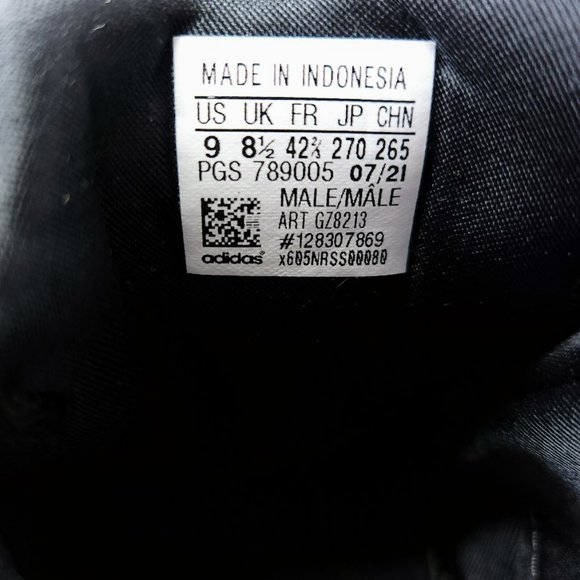 MADE IN INDONESIA
US UK FR JP CHN
9 8½ 42⅔ 270 265
PGS 789005 07/21
MALE/MÂLE
ART GZ8213
#128307869
adidas® x605NRSS00080